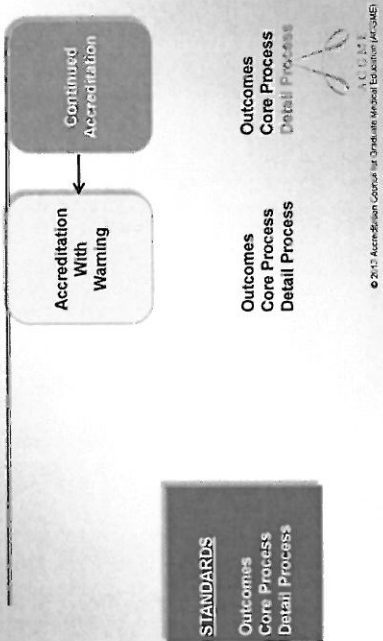 Continued
Accreditation
Accreditation
With
Warning
STANDARDS
Outcomes
Core Process
Detail Process
Outcomes
Core Process
Detail Process
Outcomes
Core Process
Detail Process
ACGME
© 2013 Accreditation Council for Graduate Medical Education (ACGME)